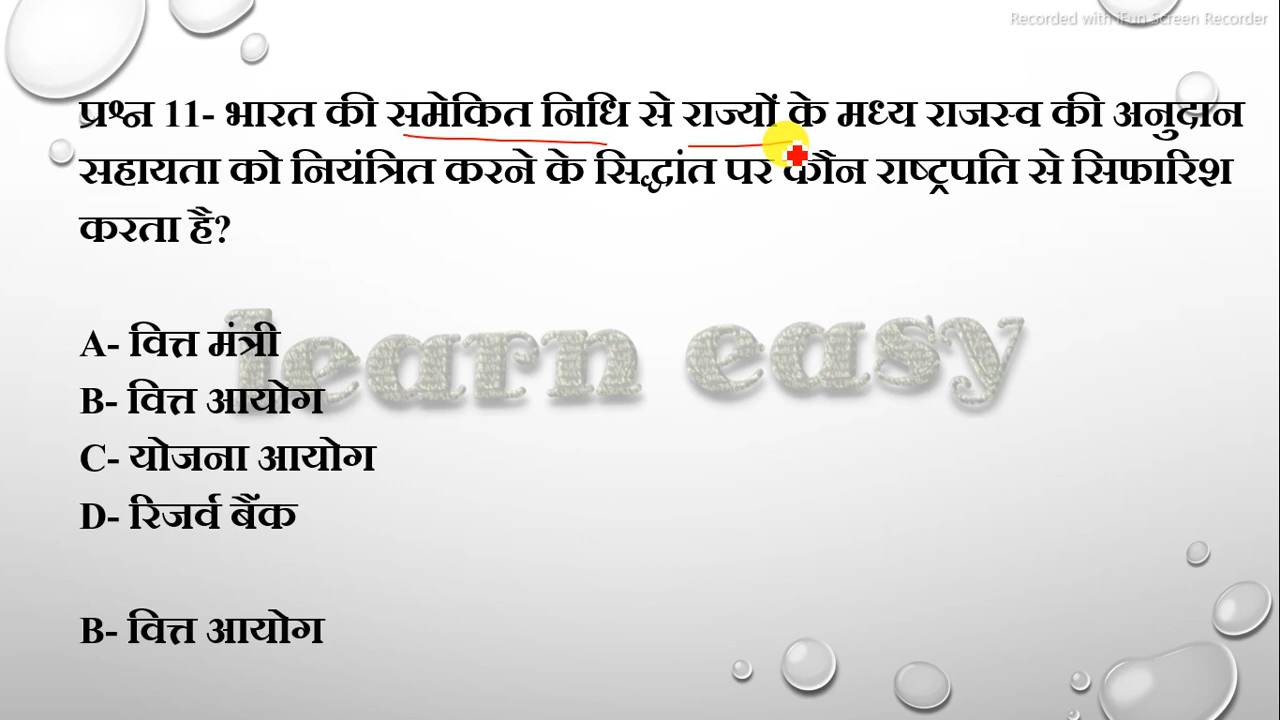 Recorded with iFun Screen Recorder
प्रश्न 11- भारत की समेकित निधि से राज्यों के मध्य राजस्व की अनुदान
सहायता को नियंत्रित करने के सिद्धांत पर कौन राष्ट्रपति से सिफारिश
करता है?
learn easy
A- वित्त मंत्री
B- वित्त आयोग
C- योजना आयोग
D- रिजर्व बैंक
B- वित्त आयोग